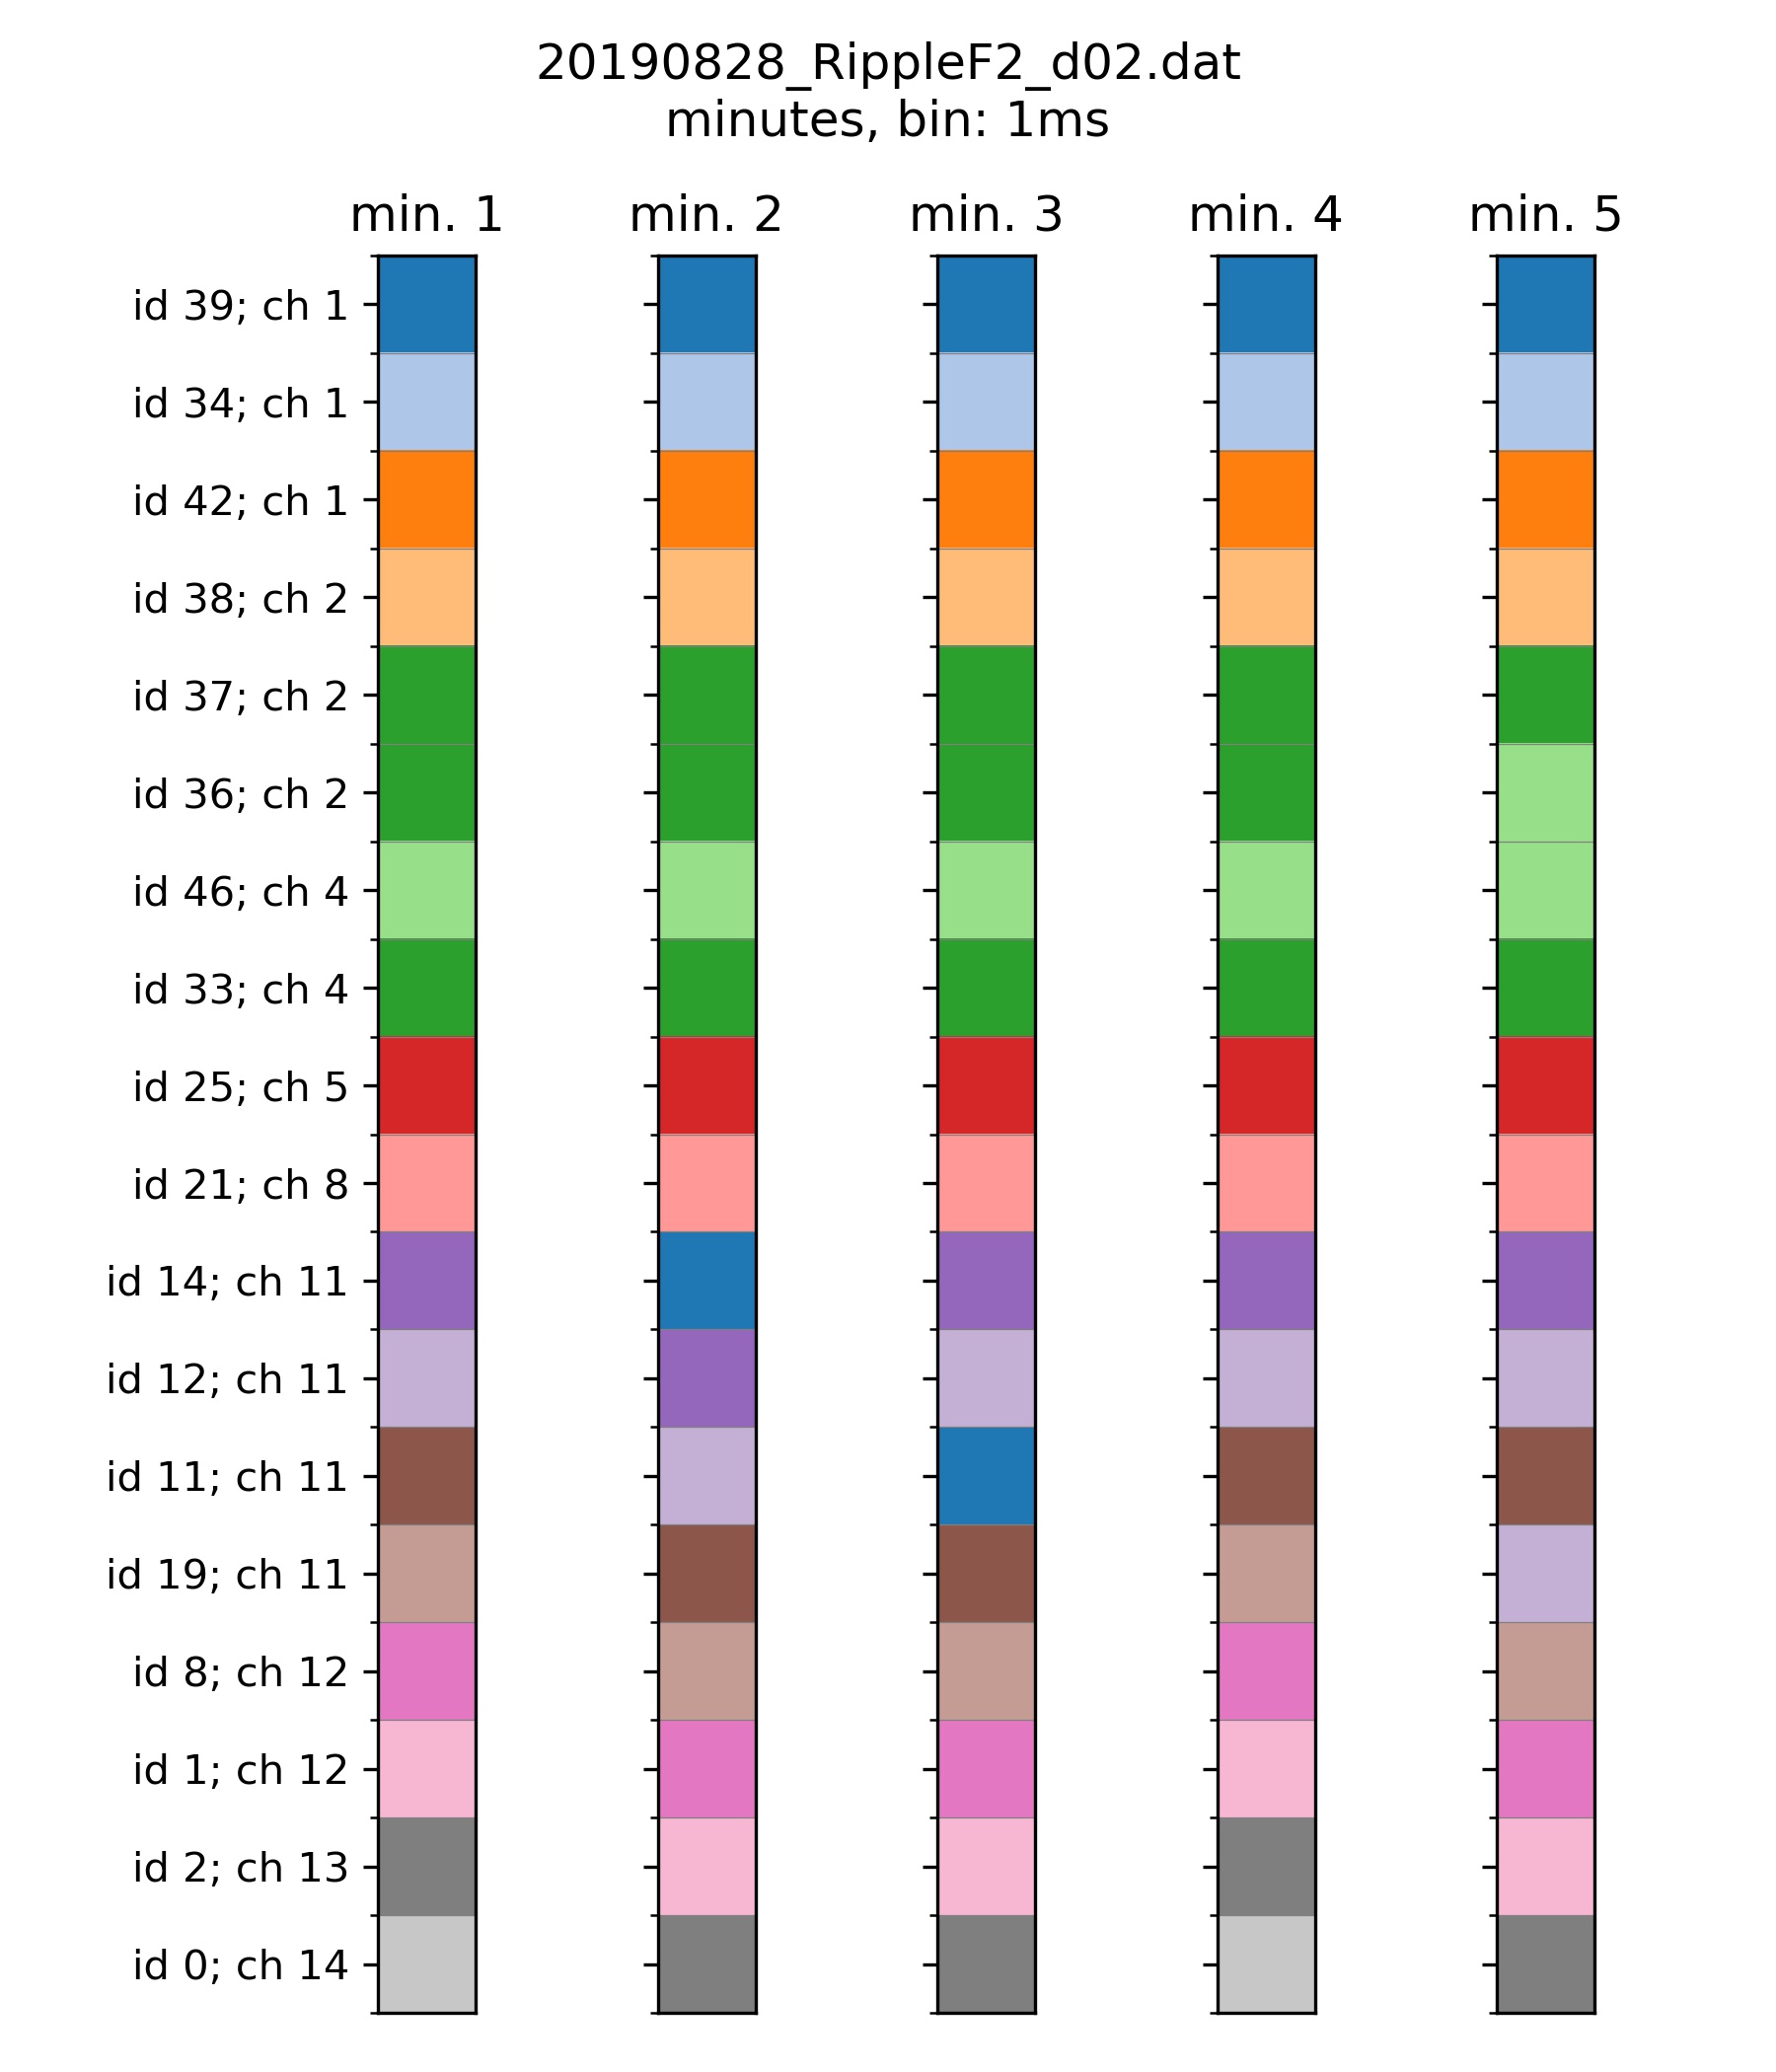 20190828_RippleF2_d02.dat
minutes, bin: 1ms
min. 1 min. 2 min. 3 min. 4 min. 5
id 39; ch 1
id 34; ch 1
id 42; ch 1
id 38; ch 2
id 37; ch 2
id 36; ch 2
id 46; ch 4
id 33; ch 4
id 25; ch 5
id 21; ch 8
id 14; ch 11
id 12; ch 11
id 11; ch 11
id 19; ch 11
id 8; ch 12
id 1; ch 12
id 2; ch 13
id 0; ch 14